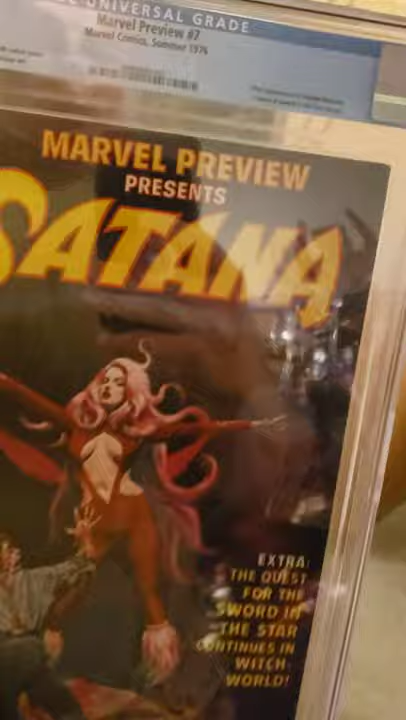 UNIVERSAL GRADE
Marvel Preview #7
Marvel Comics, Summer 1976
MARVEL PREVIEW
PRESENTS
SATANA
EXTRA:
THE QUEST
FOR THE
SWORD IN
THE STAR
CONTINUES IN
WITCH-
WORLD!